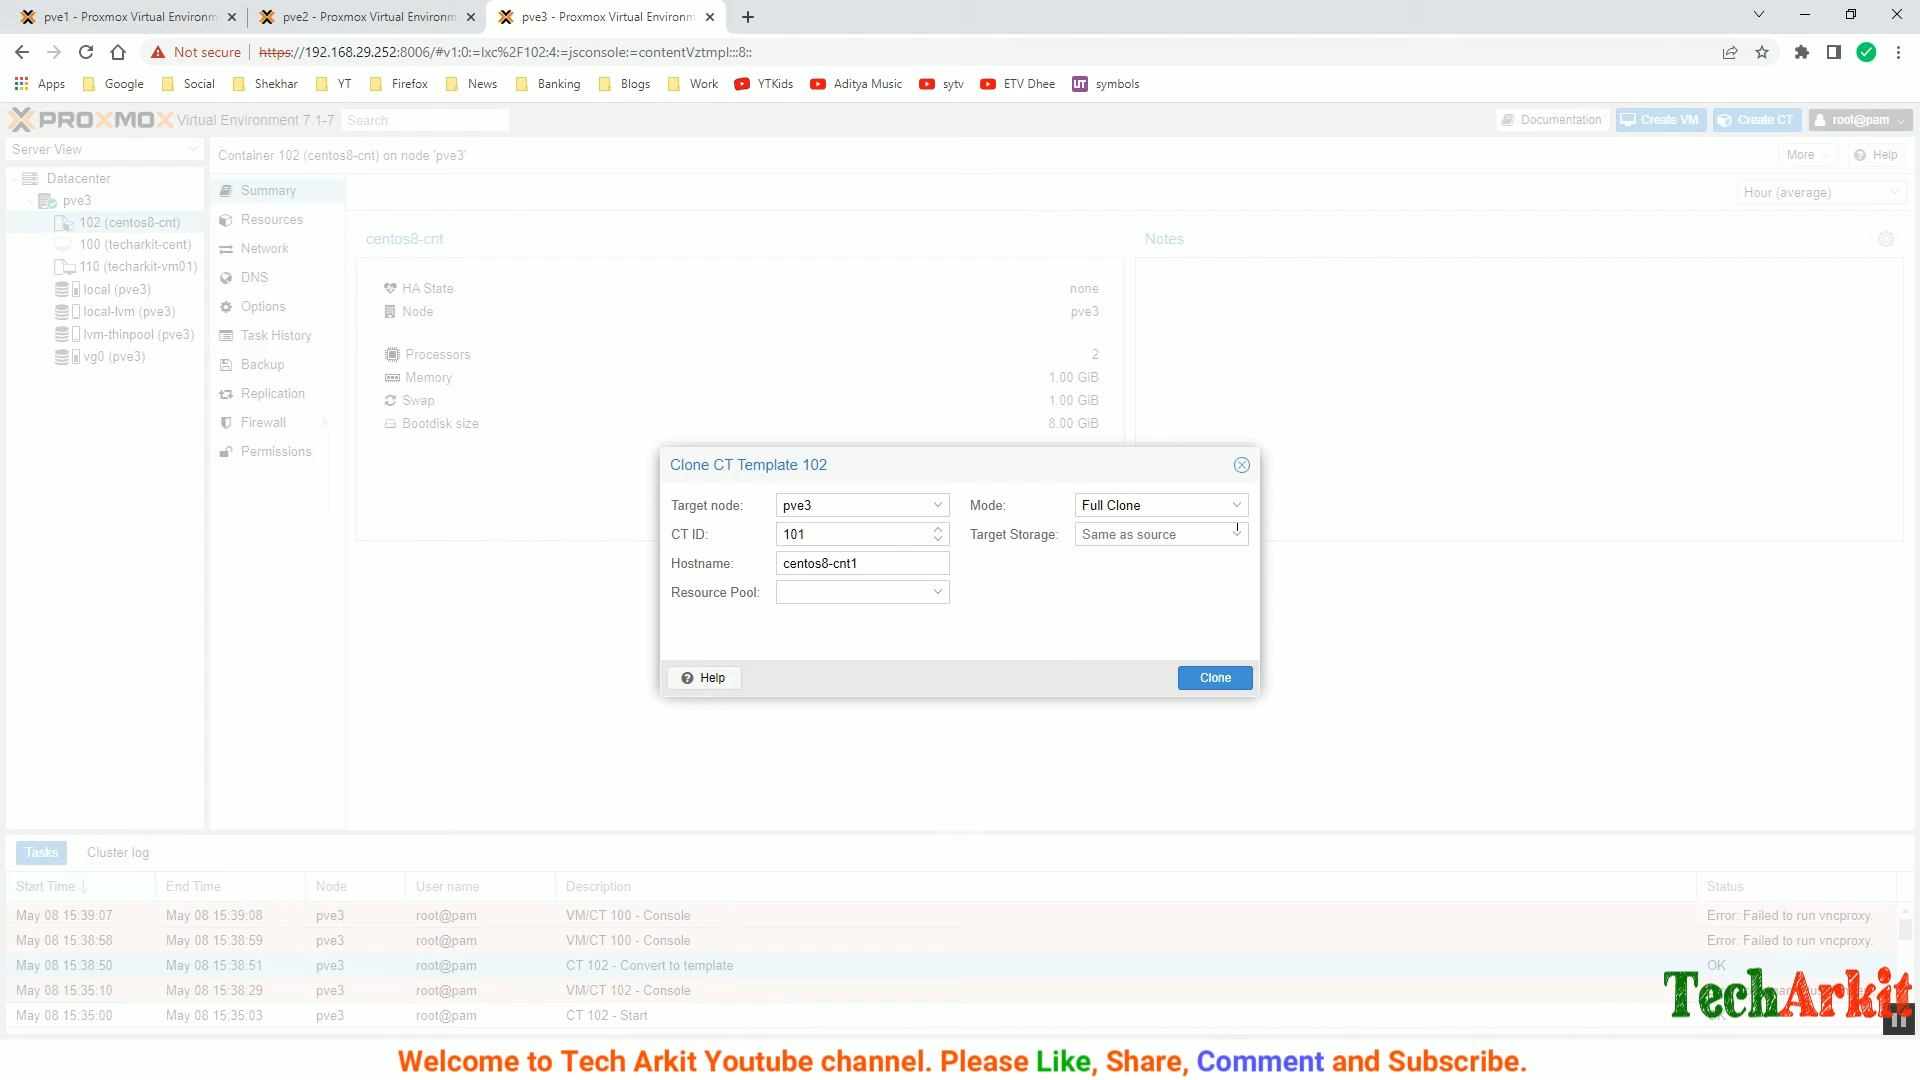 pve1 - Proxmox Virtual Environm
pve2 - Proxmox Virtual Environm
pve3 - Proxmox Virtual Environm
Not secure
https://192.168.29.252:8006/#v1:0:=lxc%2F102:4:=jsconsole:=contentVztmpl:::8::
Apps Google Social Shekhar YT Firefox News Banking Blogs Work YTKids Aditya Music sytv ETV Dhee symbols
PROXMOX Virtual Environment 7.1-7 Search Documentation Create VM Create CT root@pam
Server View
Container 102 (centos8-cnt) on node 'pve3'
More Help
Datacenter
pve3
102 (centos8-cnt)
100 (techarkit-cent)
110 (techarkit-vm01)
local (pve3)
local-lvm (pve3)
lvm-thinpool (pve3)
vg0 (pve3)
Summary
Resources
Network
DNS
Options
Task History
Backup
Replication
Firewall
Permissions
Hour (average)
centos8-cnt
HA State none
Node pve3
Processors 2
Memory 1.00 GiB
Swap 1.00 GiB
Bootdisk size 8.00 GiB
Notes
Clone CT Template 102
Target node: pve3
CT ID: 101
Hostname: centos8-cnt1
Resource Pool:
Mode: Full Clone
Target Storage: Same as source
Help Clone
Tasks Cluster log
Start Time End Time Node User name Description Status
May 08 15:39:07 May 08 15:39:08 pve3 root@pam VM/CT 100 - Console Error: Failed to run vncproxy.
May 08 15:38:58 May 08 15:38:59 pve3 root@pam VM/CT 100 - Console Error: Failed to run vncproxy.
May 08 15:38:50 May 08 15:38:51 pve3 root@pam CT 102 - Convert to template OK
May 08 15:35:10 May 08 15:38:29 pve3 root@pam VM/CT 102 - Console
May 08 15:35:00 May 08 15:35:03 pve3 root@pam CT 102 - Start
TechArkit
Welcome to Tech Arkit Youtube channel. Please Like, Share, Comment and Subscribe.